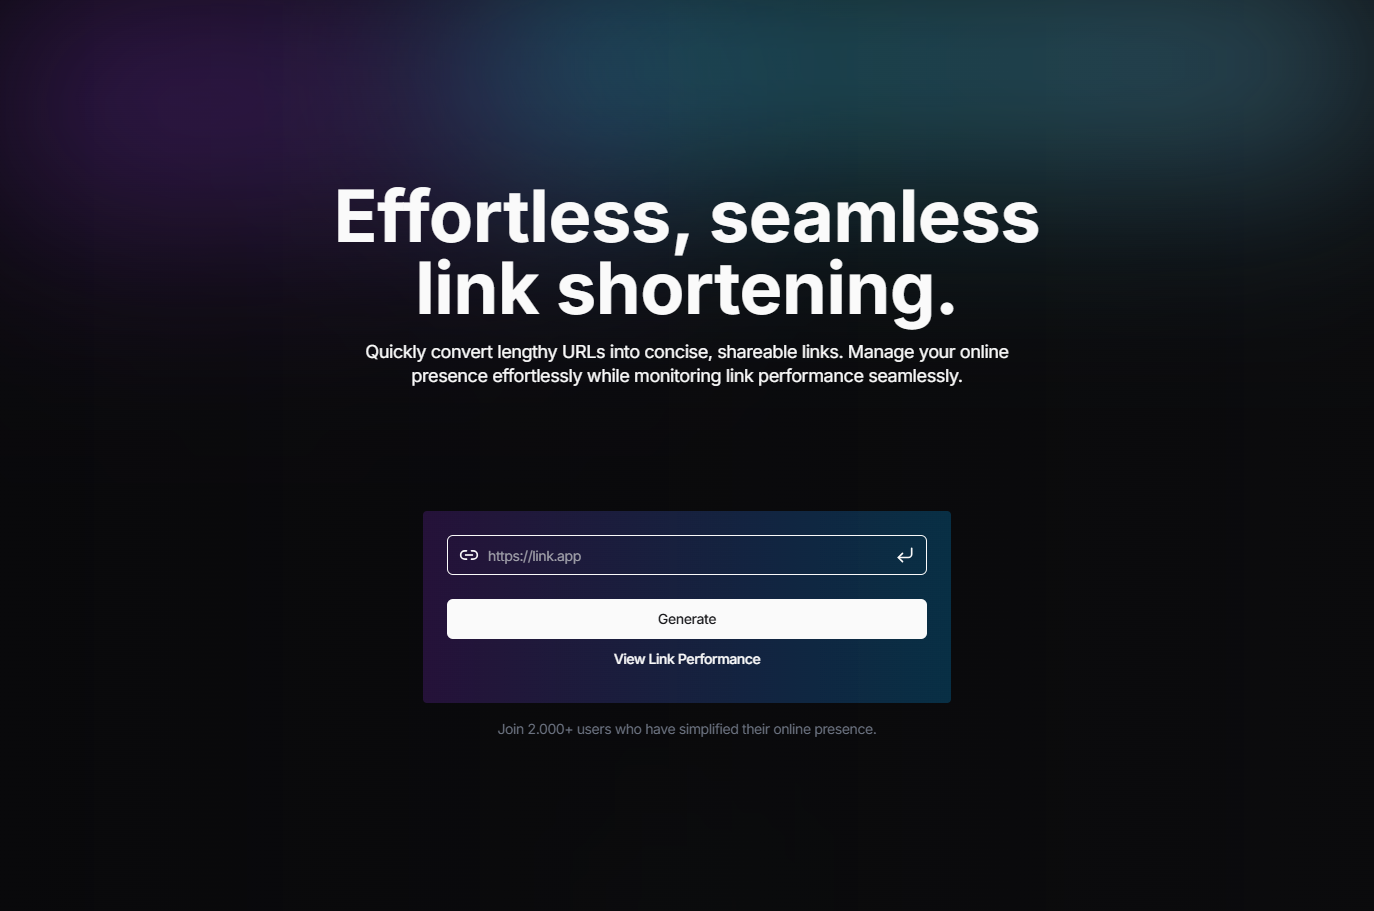 Effortless, seamless
link shortening.
Quickly convert lengthy URLs into concise, shareable links. Manage your online
presence effortlessly while monitoring link performance seamlessly.
https://link.app
Generate
View Link Performance
Join 2.000+ users who have simplified their online presence.